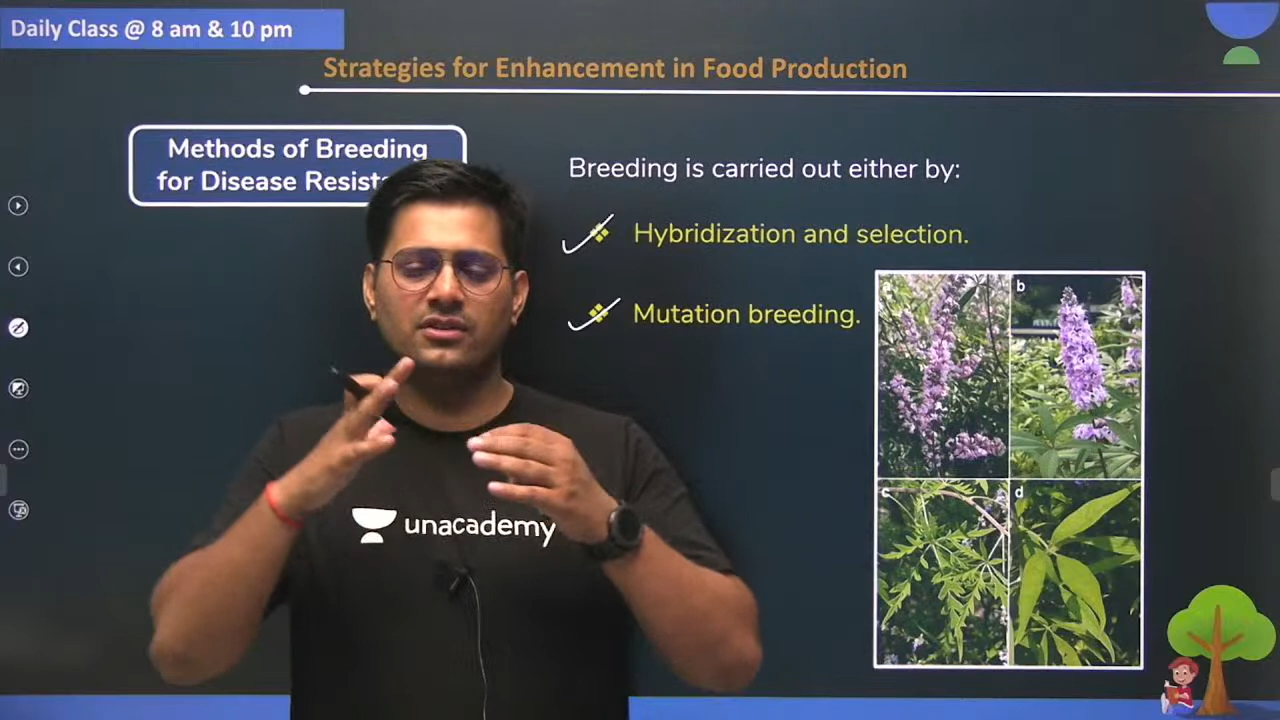 Daily Class @ 8 am & 10 pm
Strategies for Enhancement in Food Production
Methods of Breeding
for Disease
Breeding is carried out either by:
Hybridization and selection.
Mutation breeding.
a
b
c
d
unacademy